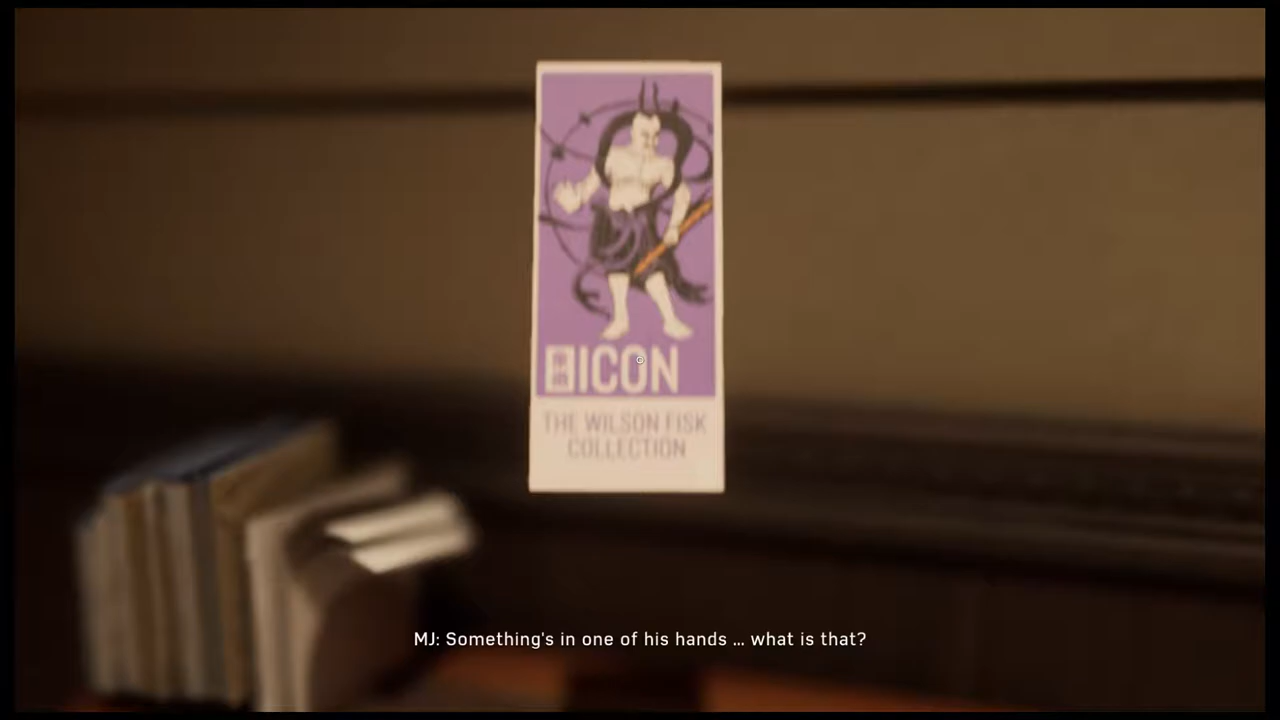 ICON
THE WILSON FISK
COLLECTION
MJ: Something's in one of his hands ... what is that?